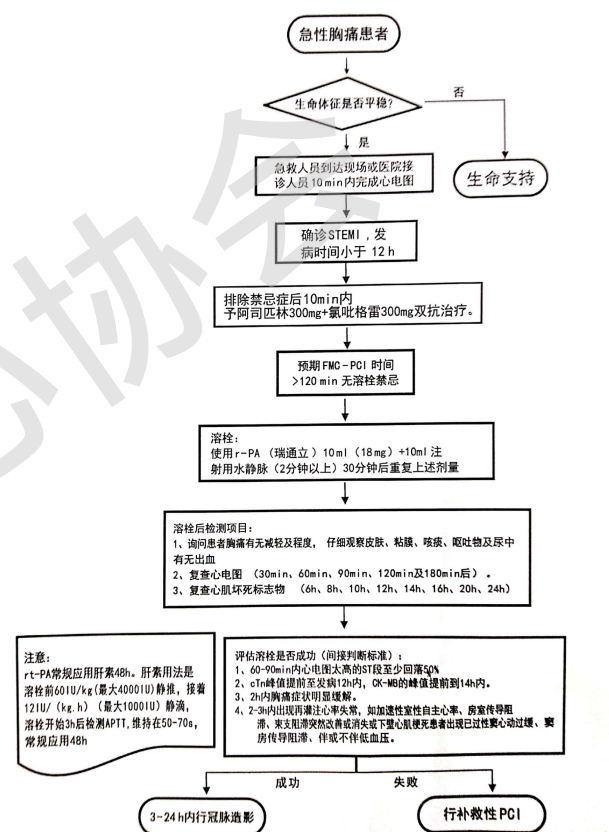 急性胸痛患者
生命体征是否平稳?
否
是
生命支持
急救人员到达现场或医院接
诊人员10min内完成心电图
确诊STEMI，发
病时间小于 12h
排除禁忌症后10min内
予阿司匹林300mg+氯吡格雷300mg双抗治疗。
预期FMC-PCI 时间
>120min 无溶栓禁忌
溶栓：
使用r-PA （瑞通立）10ml（18mg）+10ml注
射用水静脉（2分钟以上）30分钟后重复上述剂量
溶栓后检测项目：
1、询问患者胸痛有无减轻及程度， 仔细观察皮肤、粘膜、咳痰、呕吐物及尿中
有无出血
2、复查心电图 （30min、60min、90min、120min及180min后）。
3、复查心肌坏死标志物 （6h、8h、10h、12h、14h、16h、20h、24h）
注意：
rt-PA常规应用肝素48h。肝素用法是
溶栓前60IU/kg(最大4000IU)静推，接着
12IU/（kg.h）（最大1000IU）静滴，
溶栓开始3h后检测APTT,维持在50-70s，
常规应用48h
评估溶栓是否成功（间接判断标准）：
1、60-90min内心电图太高的ST段至少回落50%
2、cTn峰值提前至发病12h内，CK-MB的峰值提前到14h内。
3、2h内胸痛症状明显缓解。
4、2-3h内出现再灌注心率失常，如加速性室性自主心率、房室传导阻
滞、束支阻滞突然改善或消失或下壁心肌梗死患者出现已过性窦心动过缓、窦
房传导阻滞、伴或不伴低血压。
成功
失败
3-24h内行冠脉造影
行补救性PCI
心协会